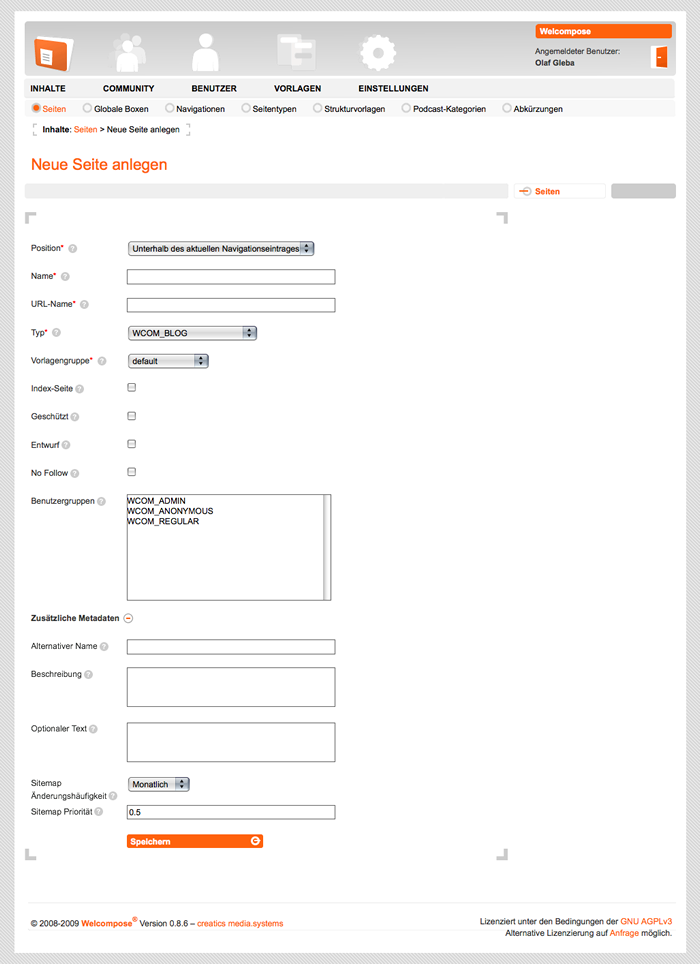 Welcompose
Angemeldeter Benutzer:
Olaf Gleba
INHALTE COMMUNITY BENUTZER VORLAGEN EINSTELLUNGEN
Seiten Globale Boxen Navigationen Seitentypen Strukturvorlagen Podcast-Kategorien Abkürzungen
Inhalte: Seiten > Neue Seite anlegen
Neue Seite anlegen
Seiten
Position* ? Unterhalb des aktuellen Navigationseintrages
Name* ?
URL-Name* ?
Typ* ? WCOM_BLOG
Vorlagengruppe* ? default
Index-Seite ?
Geschützt ?
Entwurf ?
No Follow ?
Benutzergruppen ? WCOM_ADMIN
WCOM_ANONYMOUS
WCOM_REGULAR
Zusätzliche Metadaten
Alternativer Name ?
Beschreibung ?
Optionaler Text ?
Sitemap
Änderungshäufigkeit ? Monatlich
Sitemap Priorität ? 0.5
Speichern
© 2008-2009 Welcompose® Version 0.8.6 – creatics media.systems
Lizenziert unter den Bedingungen der GNU AGPLv3
Alternative Lizenzierung auf Anfrage möglich.